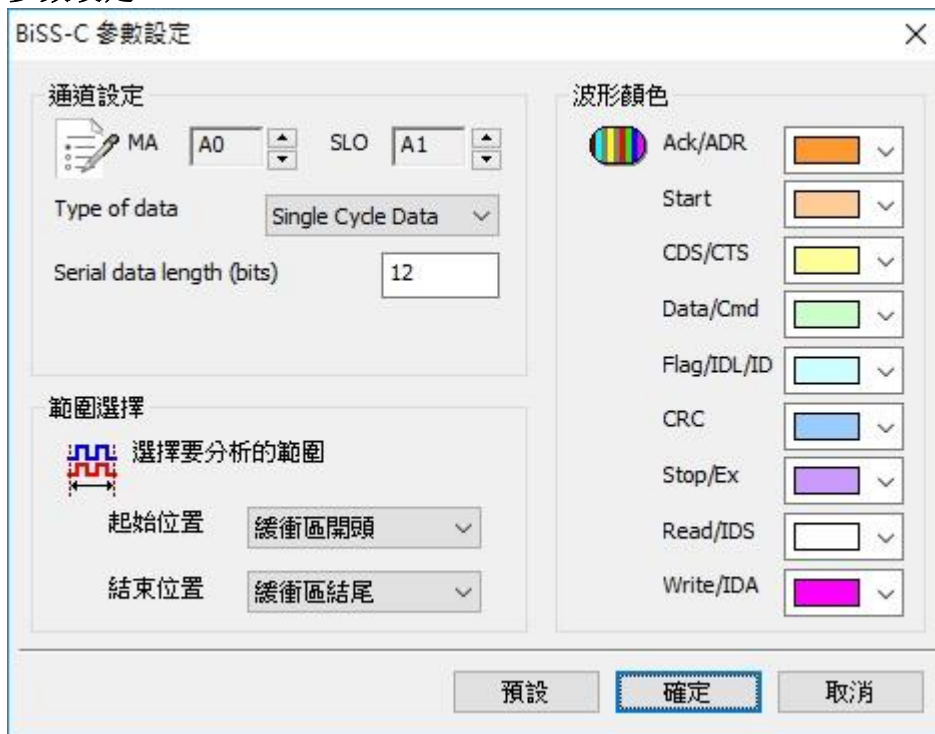 BiSS-C 參數設定
通道設定
MA A0 SLO A1
Type of data Single Cycle Data
Serial data length (bits) 12
範圍選擇
選擇要分析的範圍
起始位置 緩衝區開頭
結束位置 緩衝區結尾
波形顏色
Ack/ADR
Start
CDS/CTS
Data/Cmd
Flag/IDL/ID
CRC
Stop/Ex
Read/IDS
Write/IDA
預設 確定 取消